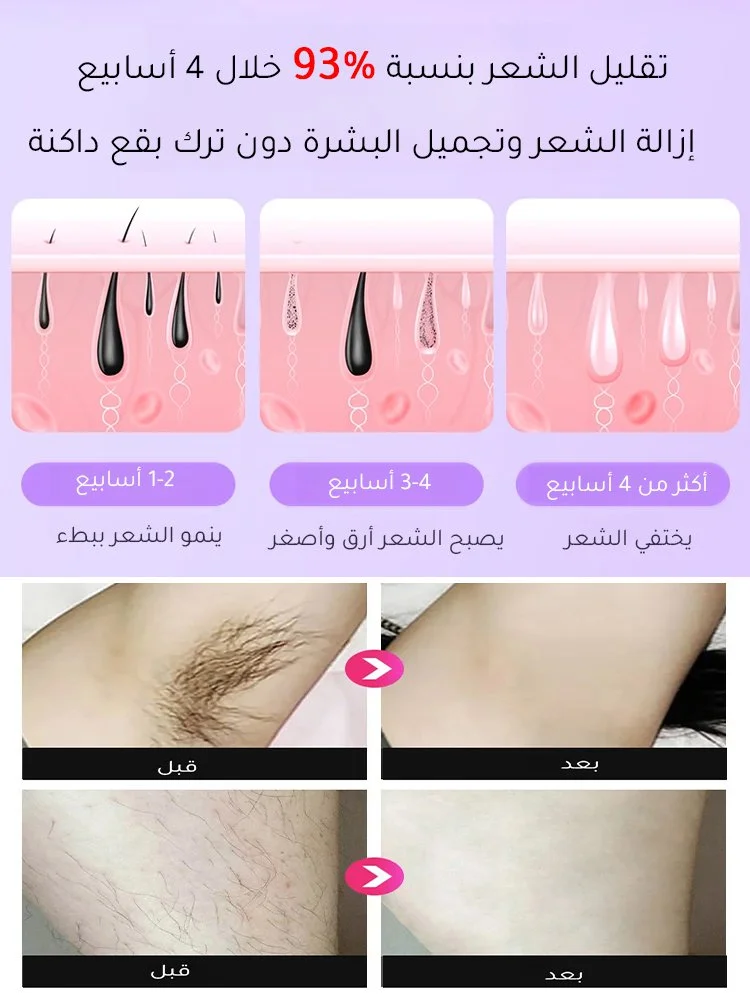 تقليل الشعر بنسبة 93% خلال 4 أسابيع
إزالة الشعر وتجميل البشرة دون ترك بقع داكنة
1-2 أسابيع
3-4 أسابيع
أكثر من 4 أسابيع
ينمو الشعر ببطء
يصبح الشعر أرق وأصغر
يختفي الشعر
قبل
بعد
قبل
بعد